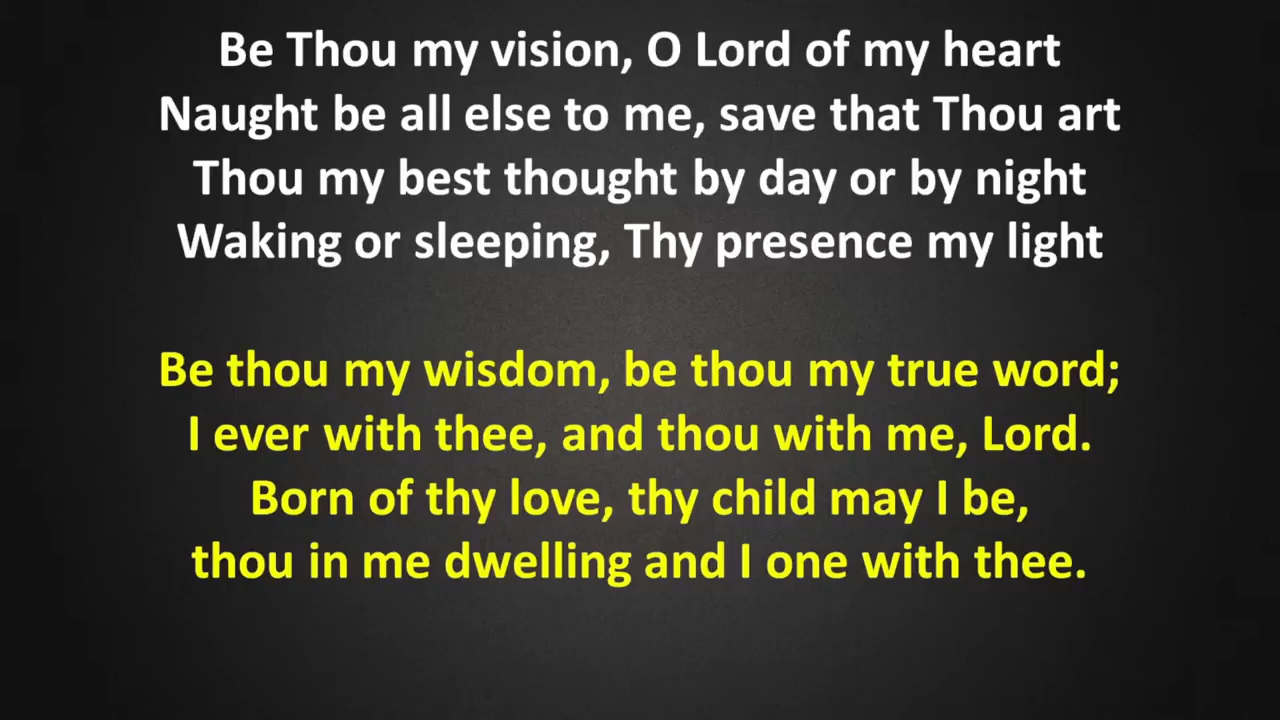 Be Thou my vision, O Lord of my heart
Naught be all else to me, save that Thou art
Thou my best thought by day or by night
Waking or sleeping, Thy presence my light
Be thou my wisdom, be thou my true word;
I ever with thee, and thou with me, Lord.
Born of thy love, thy child may I be,
thou in me dwelling and I one with thee.